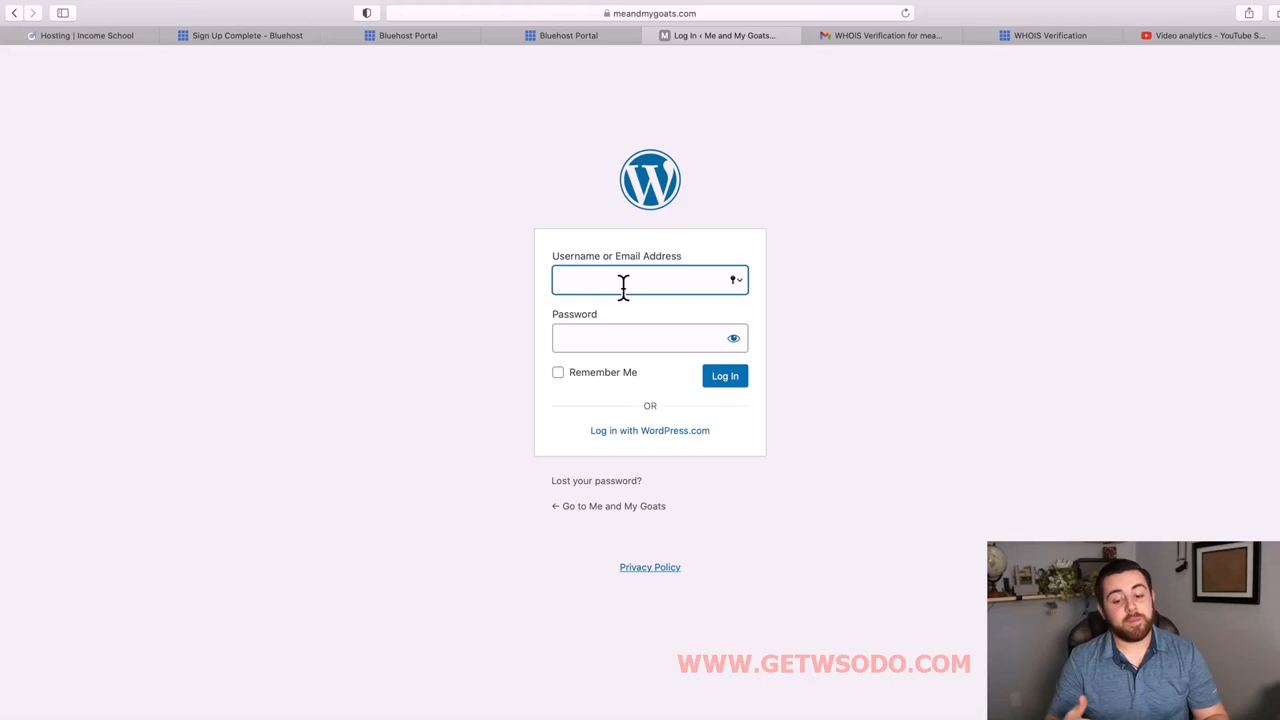 meandmygoats.com
Hosting | Income School
Sign Up Complete - Bluehost
Bluehost Portal
Bluehost Portal
Log In ‹ Me and My Goats...
WHOIS Verification for mea...
WHOIS Verification
Video analytics - YouTube S...
Username or Email Address
Password
Remember Me
Log In
OR
Log in with WordPress.com
Lost your password?
← Go to Me and My Goats
Privacy Policy
WWW.GETWSODO.COM